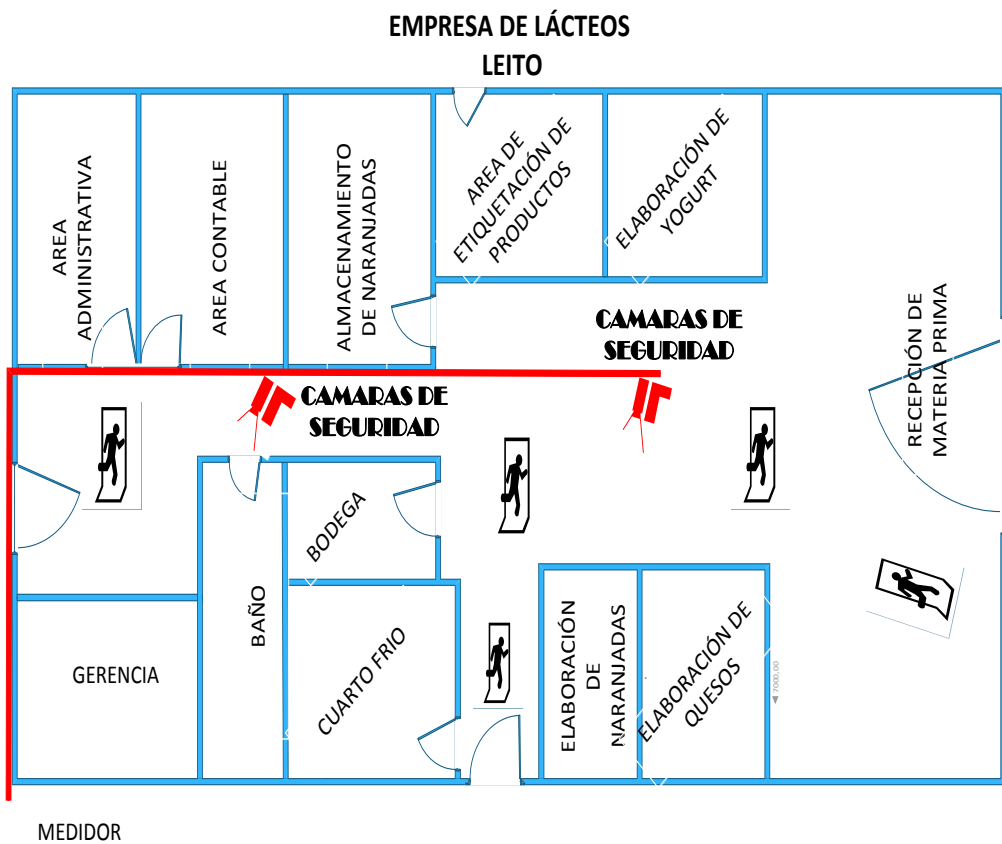 EMPRESA DE LÁCTEOS
LEITO
AREA
ADMINISTRATIVA
AREA CONTABLE
ALMACENAMIENTO
DE NARANJADAS
AREA DE
ETIQUETACIÓN DE
PRODUCTOS
ELABORACIÓN DE
YOGURT
RECEPCIÓN DE
MATERIA PRIMA
CAMARAS DE
SEGURIDAD
CAMARAS DE
SEGURIDAD
BODEGA
BAÑO
GERENCIA
CUARTO FRIO
ELABORACIÓN
DE
NARANJADAS
ELABORACIÓN DE
QUESOS
7000,00
MEDIDOR